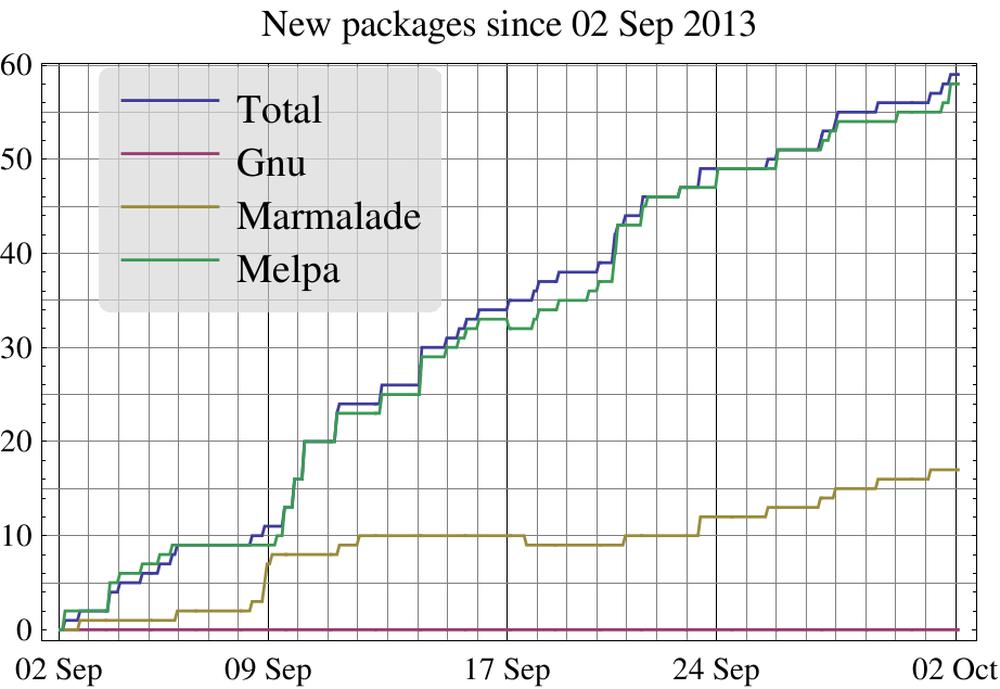 New packages since 02 Sep 2013
60
50
40
30
20
10
0
Total
Gnu
Marmalade
Melpa
02 Sep 09 Sep 17 Sep 24 Sep 02 Oct